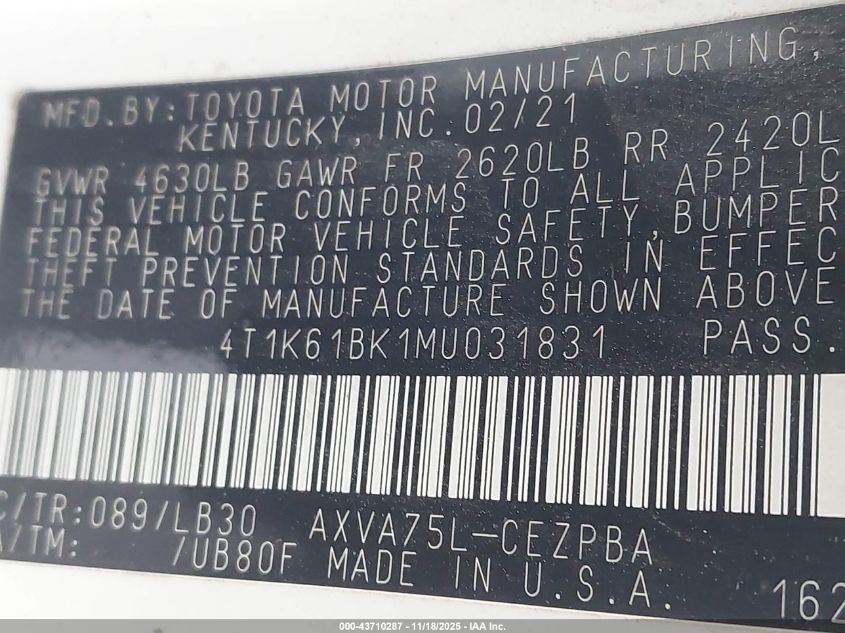 MFD.BY:TOYOTA MOTOR MANUFACTURING,
KENTUCKY, INC. 02/21
GVWR 4630LB GAWR FR 2620LB RR 2420L
THIS VEHICLE CONFORMS TO ALL APPLIC
FEDERAL MOTOR VEHICLE SAFETY, BUMPER
THEFT PREVENTION STANDARDS IN EFFEC
THE DATE OF MANUFACTURE SHOWN ABOVE
4T1K61BK1MU031831 PASS.
C/TR:089/LB30 AXVA75L-CEZPBA
A/TM: /UB80F MADE IN U.S.A. 162
000-43710287 - 11/18/2025 - IAA Inc.